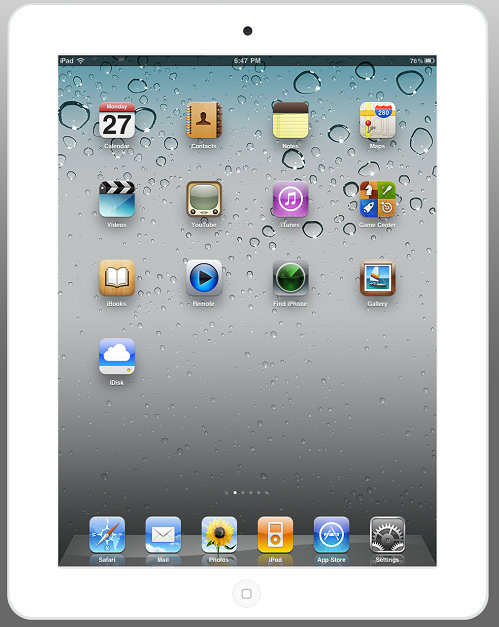 iPad 6:47 PM 76%
Monday
27
280
Calendar Contacts Notes Maps
Videos YouTube iTunes Game Center
iBooks Remote Find iPhone Gallery
iDisk
Safari Mail Photos iPod App Store Settings